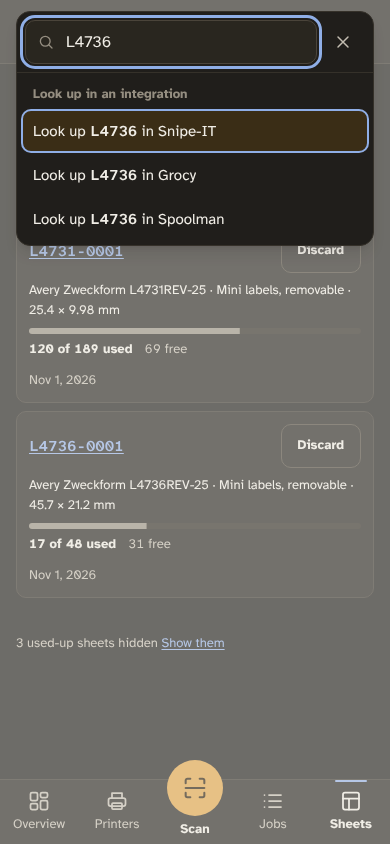 L4736
Look up in an integration
Look up L4736 in Snipe-IT
Look up L4736 in Grocy
Look up L4736 in Spoolman
L4731-0001
Discard
Avery Zweckform L4731REV-25 · Mini labels, removable ·
25.4 × 9.98 mm
120 of 189 used 69 free
Nov 1, 2026
L4736-0001
Discard
Avery Zweckform L4736REV-25 · Mini labels, removable ·
45.7 × 21.2 mm
17 of 48 used 31 free
Nov 1, 2026
3 used-up sheets hidden Show them
Overview
Printers
Scan
Jobs
Sheets